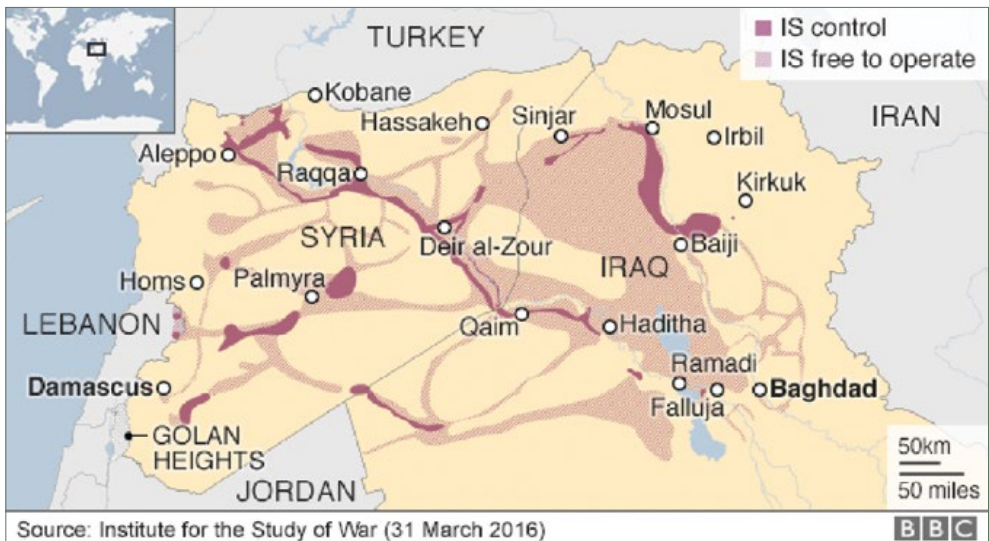 TURKEY
IS control
IS free to operate
IRAN
Kobane
Hassakeh
Sinjar
Mosul
Irbil
Aleppo
Raqqa
Kirkuk
SYRIA
Deir al-Zour
Baiji
IRAQ
Homs
Palmyra
LEBANON
Qaim
Haditha
Ramadi
Damascus
Falluja
Baghdad
GOLAN
HEIGHTS
JORDAN
50km
50 miles
Source: Institute for the Study of War (31 March 2016)
BBC